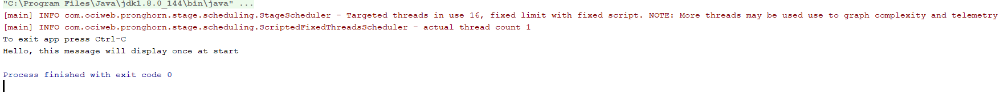 "C:\Program Files\Java\jdk1.8.0_144\bin\java" ...
[main] INFO com.ociweb.pronghorn.stage.scheduling.StageScheduler - Targeted threads in use 16, fixed limit with fixed script. NOTE: More threads may be used use to graph complexity and telemetry
[main] INFO com.ociweb.pronghorn.stage.scheduling.ScriptedFixedThreadsScheduler - actual thread count 1
To exit app press Ctrl-C
Hello, this message will display once at start
Process finished with exit code 0